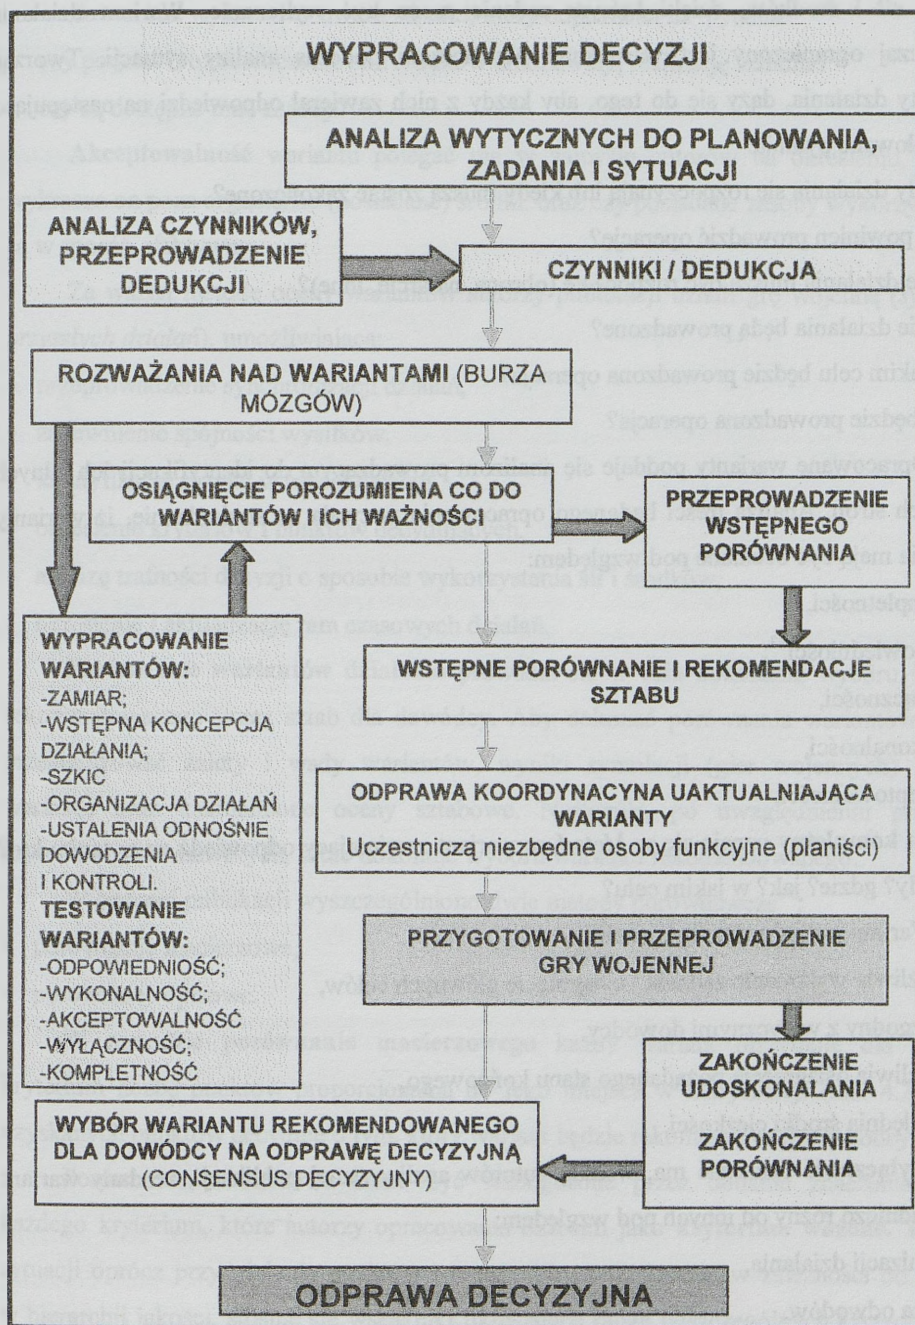 WYPRACOWANIE DECYZJI
ANALIZA WYTYCZNYCH DO PLANOWANIA
ZADANIA I SYTUACJI
ANALIZA CZYNNIKÓW,
PRZEPROWADZENIE
DEDUKCJI
CZYNNIKI / DEDUKCJA
ROZWAŻANIA NAD WARIANTAMI (BURZA
MÓZGÓW)
OSIĄGNIĘCIE POROZUMIEINA CO DO
WARIANTÓW I ICH WAŻNOŚCI
PRZEPROWADZENIE
WSTĘPNEGO
PORÓWNANIA
WYPRACOWANIE
WARIANTÓW:
-ZAMIAR;
-WSTĘPNA KONCEPCJA
DZIAŁANIA;
-SZKIC
-ORGANIZACJA DZIAŁAŃ
-USTALENIA ODNOŚNIE
DOWODZENIA
I KONTROLI.
TESTOWANIE
WARIANTÓW:
-ODPOWIEDNIOŚĆ;
-WYKONALNOŚĆ;
-AKCEPTOWALNOŚĆ
-WYŁĄCZNOŚĆ;
-KOMPLETNOŚĆ
WSTĘPNE PORÓWNANIE I REKOMENDACJE
SZTABU
ODPRAWA KOORDYNACYJNA UAKTUALNIAJĄCA
WARIANTY
Uczestniczą niezbędne osoby funkcyjne (planiści)
PRZYGOTOWANIE I PRZEPROWADZENIE
GRY WOJENNEJ
ZAKOŃCZENIE
UDOSKONALANIA
ZAKOŃCZENIE
PORÓWNANIA
WYBÓR WARIANTU REKOMENDOWANEGO
DLA DOWÓDCY NA ODPRAWĘ DECYZYJNĄ
(CONSENSUS DECYZYJNY)
ODPRAWA DECYZYJNA